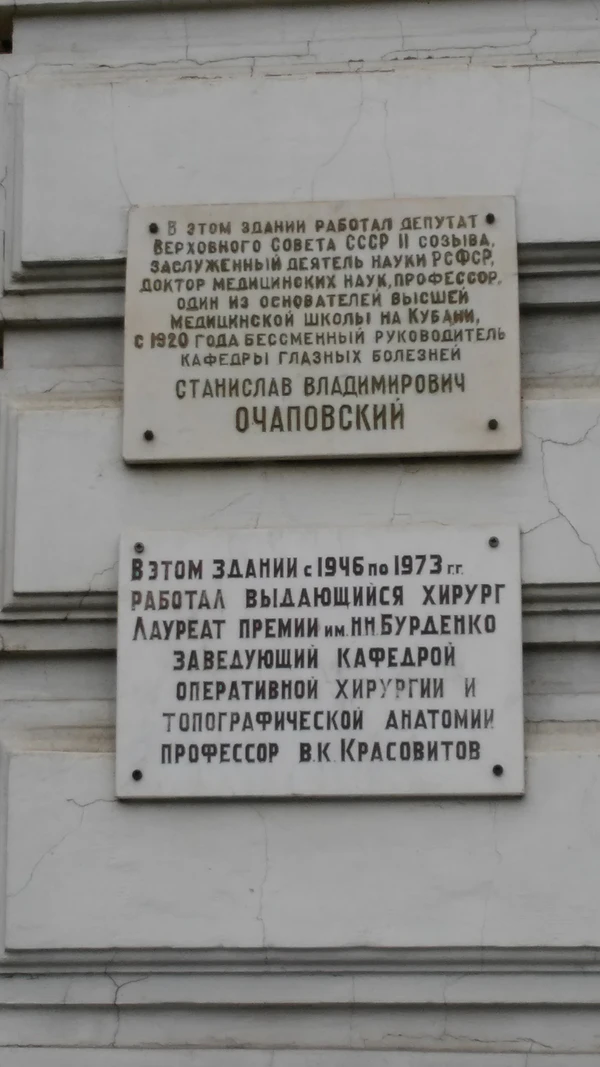 В ЭТОМ ЗДАНИИ РАБОТАЛ ДЕПУТАТ
ВЕРХОВНОГО СОВЕТА СССР II СОЗЫВА,
ЗАСЛУЖЕННЫЙ ДЕЯТЕЛЬ НАУКИ РСФСР,
ДОКТОР МЕДИЦИНСКИХ НАУК, ПРОФЕССОР,
ОДИН ИЗ ОСНОВАТЕЛЕЙ ВЫСШЕЙ
МЕДИЦИНСКОЙ ШКОЛЫ НА КУБАНИ,
С 1920 ГОДА БЕССМЕННЫЙ РУКОВОДИТЕЛЬ
КАФЕДРЫ ГЛАЗНЫХ БОЛЕЗНЕЙ
СТАНИСЛАВ ВЛАДИМИРОВИЧ
ОЧАПОВСКИЙ
В ЭТОМ ЗДАНИИ с 1946 по 1973 г.г.
РАБОТАЛ ВЫДАЮЩИЙСЯ ХИРУРГ
ЛАУРЕАТ ПРЕМИИ им. Н.Н. БУРДЕНКО
ЗАВЕДУЮЩИЙ КАФЕДРОЙ
ОПЕРАТИВНОЙ ХИРУРГИИ И
ТОПОГРАФИЧЕСКОЙ АНАТОМИИ
ПРОФЕССОР В.К. КРАСОВИТОВ